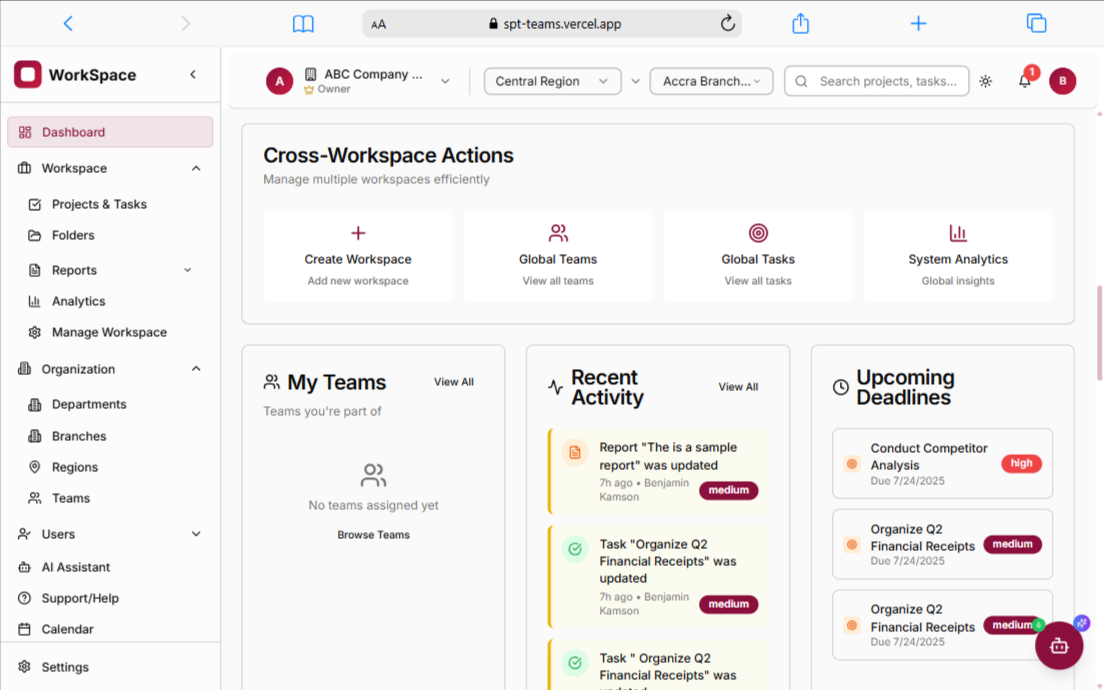 AA
spt-teams.vercel.app
WorkSpace
A
ABC Company ...
Owner
Central Region
Accra Branch...
Search projects, tasks...
1
B
Dashboard
Workspace
Projects & Tasks
Folders
Reports
Analytics
Manage Workspace
Organization
Departments
Branches
Regions
Teams
Users
AI Assistant
Support/Help
Calendar
Settings
Cross-Workspace Actions
Manage multiple workspaces efficiently
Create Workspace
Add new workspace
Global Teams
View all teams
Global Tasks
View all tasks
System Analytics
Global insights
My Teams
View All
Teams you're part of
No teams assigned yet
Browse Teams
Recent
Activity
View All
Report "The is a sample
report" was updated
7h ago • Benjamin
Kamson
medium
Task "Organize Q2
Financial Receipts" was
updated
7h ago • Benjamin
Kamson
medium
Task " Organize Q2
Financial Receipts" was
updated
Upcoming
Deadlines
Conduct Competitor
Analysis
Due 7/24/2025
high
Organize Q2
Financial Receipts
Due 7/24/2025
medium
Organize Q2
Financial Receipts
Due 7/24/2025
medium